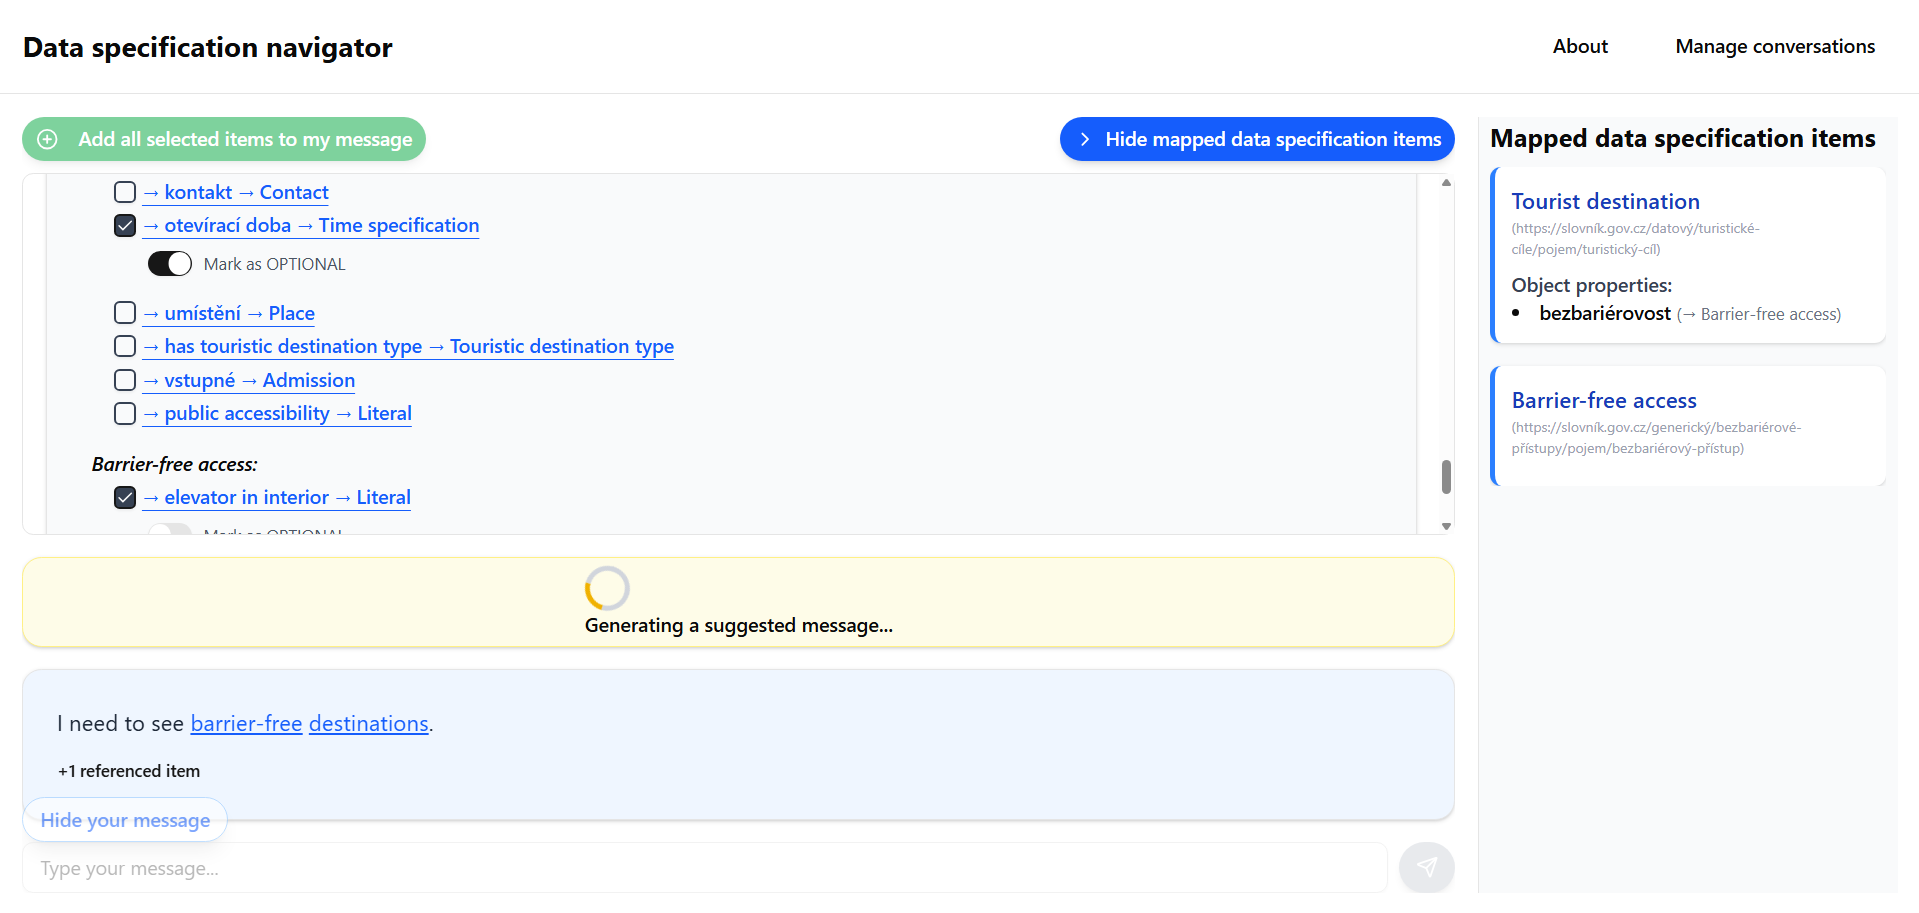 Data specification navigator
About
Manage conversations
Add all selected items to my message
Hide mapped data specification items
→ kontakt → Contact
→ otevírací doba → Time specification
Mark as OPTIONAL
→ umístění → Place
→ has touristic destination type → Touristic destination type
→ vstupné → Admission
→ public accessibility → Literal
Barrier-free access:
→ elevator in interior → Literal
Mark as OPTIONAL
Generating a suggested message...
I need to see barrier-free destinations.
+1 referenced item
Hide your message
Type your message...
Mapped data specification items
Tourist destination
(https://slovník.gov.cz/datový/turistické-
cíle/pojem/turistický-cíl)
Object properties:
• bezbariérovost (→ Barrier-free access)
Barrier-free access
(https://slovník.gov.cz/generický/bezbariérové-
přístupy/pojem/bezbariérový-přístup)